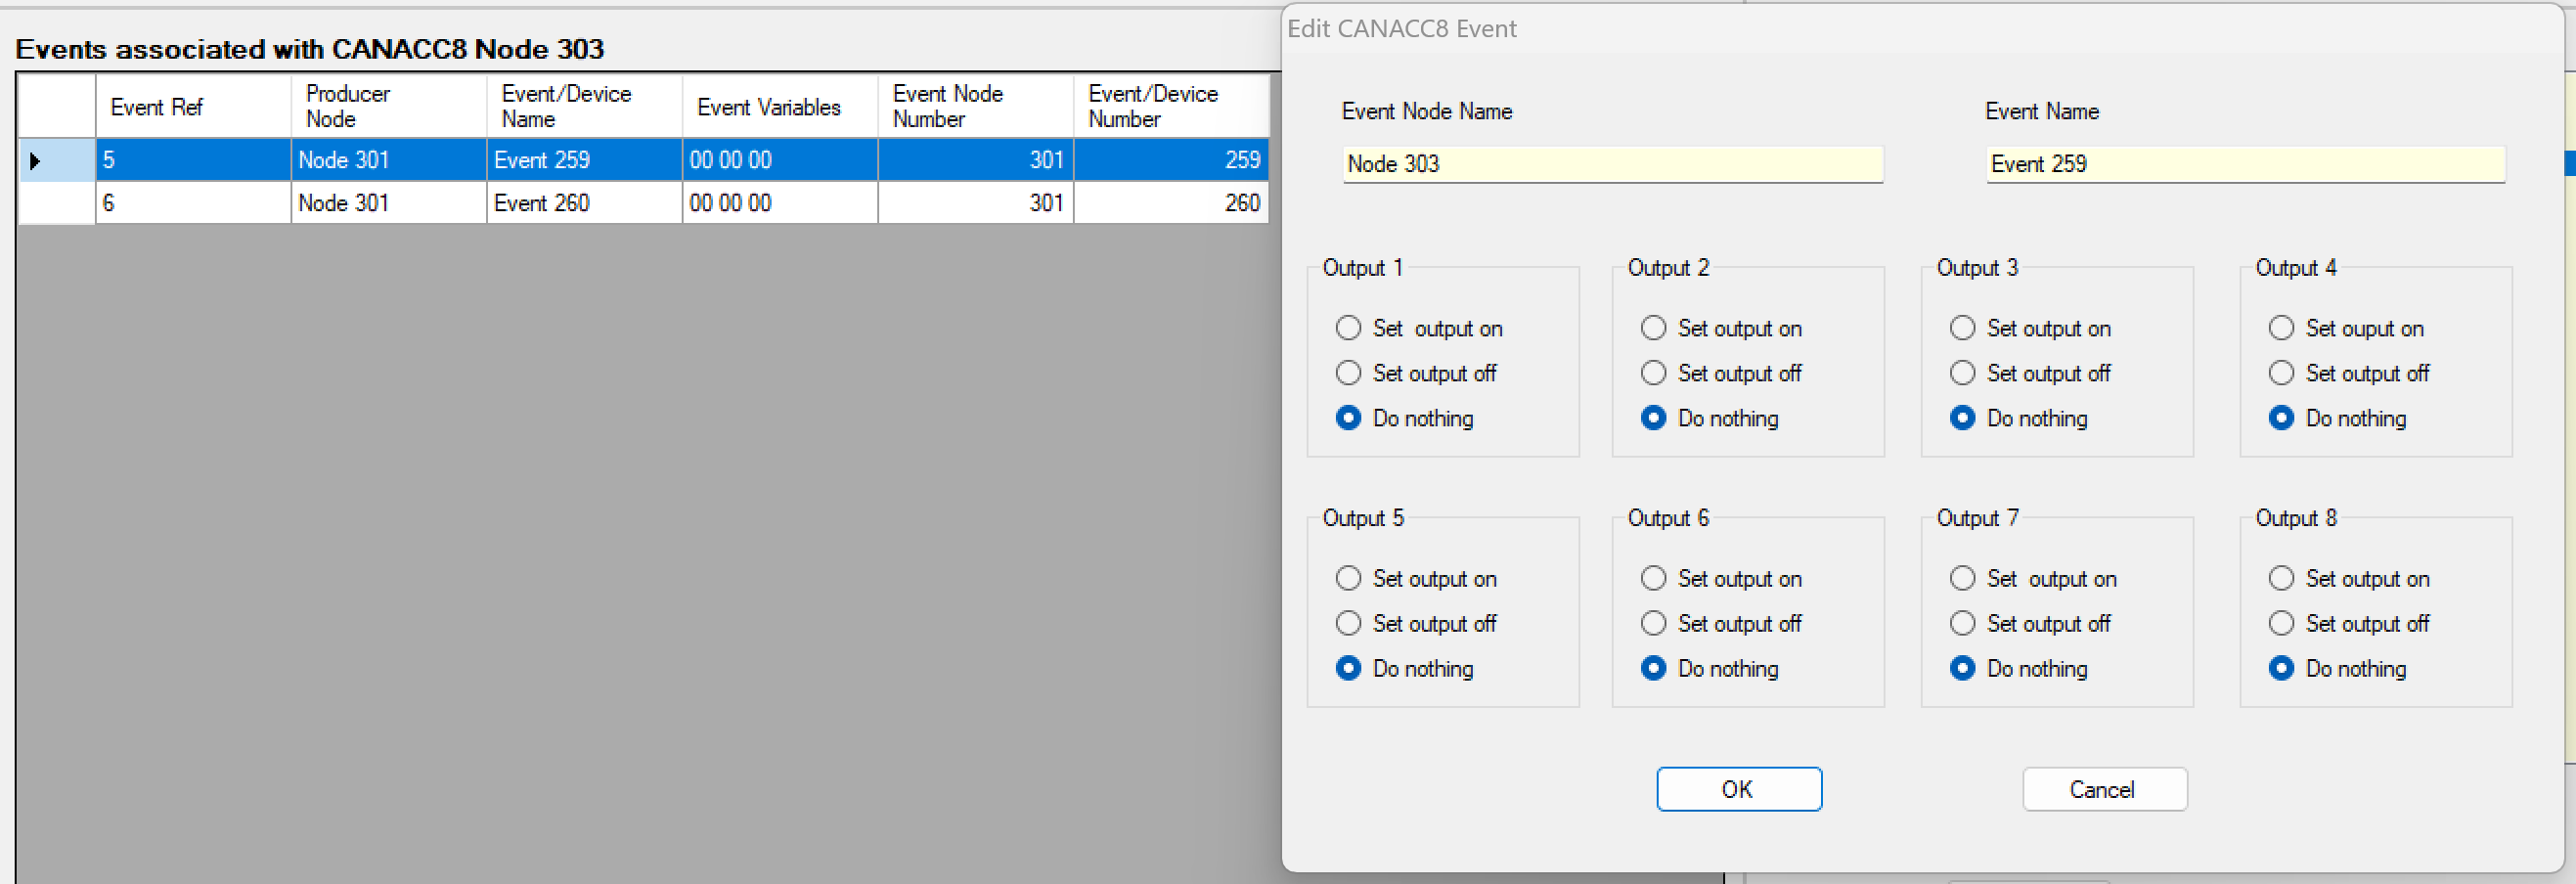 Events associated with CANACC8 Node 303
Event Ref
Producer
Node
Event/Device
Name
Event Variables
Event Node
Number
Event/Device
Number
5 Node 301 Event 259 00 00 00 301 259
6 Node 301 Event 260 00 00 00 301 260
Edit CANACC8 Event
Event Node Name
Event Name
Node 303
Event 259
Output 1
Set  output on
Set output off
Do nothing
Output 2
Set output on
Set output off
Do nothing
Output 3
Set output on
Set output off
Do nothing
Output 4
Set ouput on
Set output off
Do nothing
Output 5
Set output on
Set output off
Do nothing
Output 6
Set output on
Set output off
Do nothing
Output 7
Set  output on
Set output off
Do nothing
Output 8
Set output on
Set output off
Do nothing
OK
Cancel